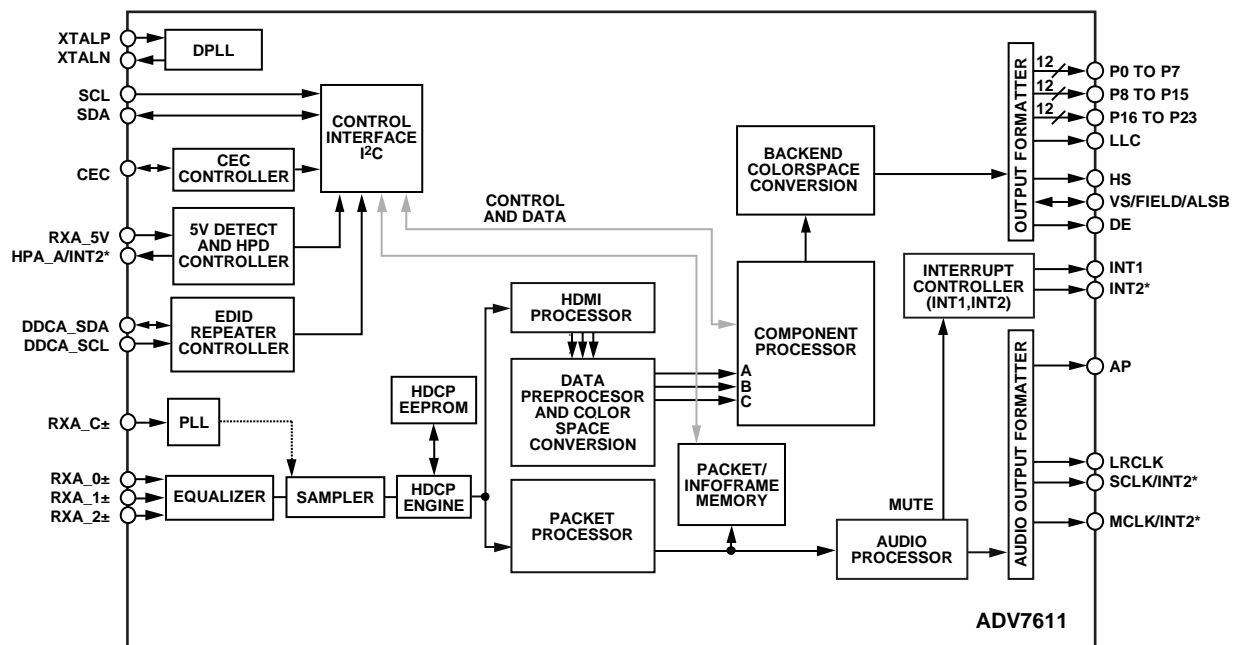 XTALP
XTALN
DPLL
SCL
SDA
CONTROL
INTERFACE
I²C
CEC
CEC
CONTROLLER
RXA_5V
HPA_A/INT2*
5V DETECT
AND HPD
CONTROLLER
DDCA_SDA
DDCA_SCL
EDID
REPEATER
CONTROLLER
RXA_C±
PLL
RXA_0±
RXA_1±
RXA_2±
EQUALIZER
SAMPLER
HDCP
EEPROM
HDCP
ENGINE
CONTROL
AND DATA
HDMI
PROCESSOR
DATA
PREPROCESOR
AND COLOR
SPACE
CONVERSION
PACKET
PROCESSOR
A
B
C
COMPONENT
PROCESSOR
BACKEND
COLORSPACE
CONVERSION
PACKET/
INFOFRAME
MEMORY
MUTE
AUDIO
PROCESSOR
INTERRUPT
CONTROLLER
(INT1,INT2)
OUTPUT FORMATTER
12
12
12
P0 TO P7
P8 TO P15
P16 TO P23
LLC
HS
VS/FIELD/ALSB
DE
INT1
INT2*
AUDIO OUTPUT FORMATTER
AP
LRCLK
SCLK/INT2*
MCLK/INT2*
ADV7611